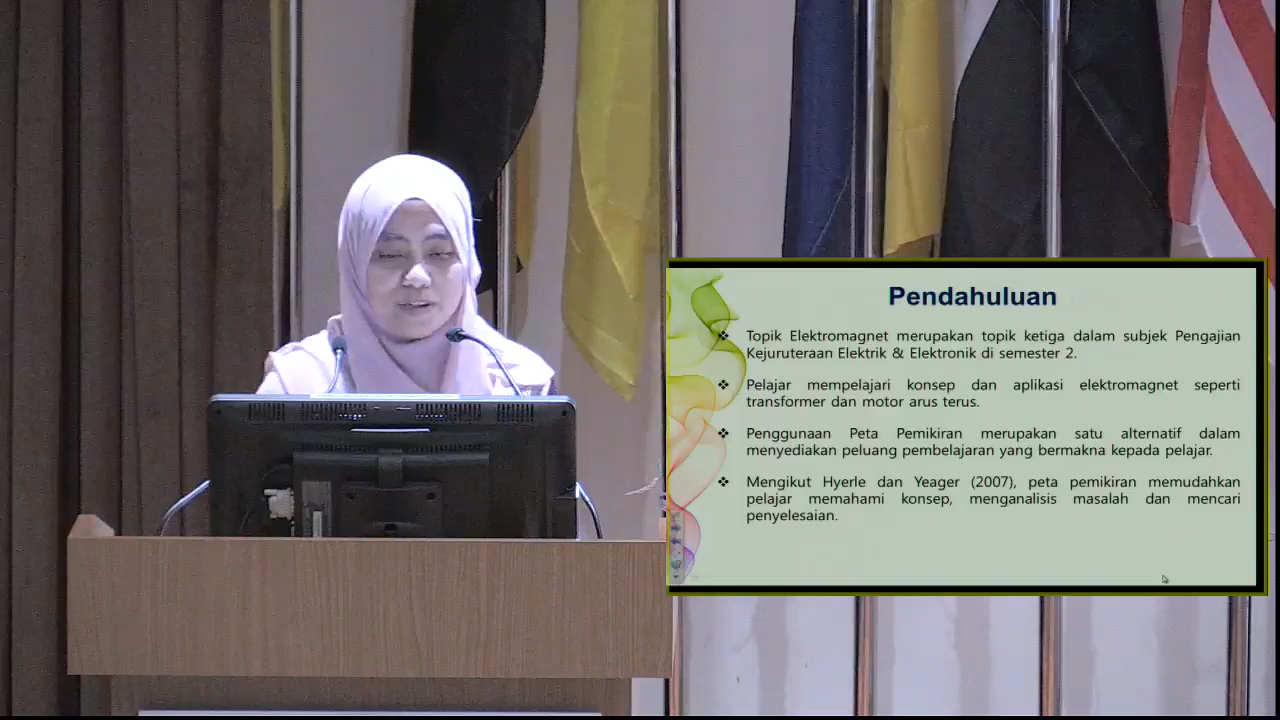 Pendahuluan
❖ Topik Elektromagnet merupakan topik ketiga dalam subjek Pengajian
Kejuruteraan Elektrik & Elektronik di semester 2.
❖ Pelajar mempelajari konsep dan aplikasi elektromagnet seperti
transformer dan motor arus terus.
❖ Penggunaan Peta Pemikiran merupakan satu alternatif dalam
menyediakan peluang pembelajaran yang bermakna kepada pelajar.
❖ Mengikut Hyerle dan Yeager (2007), peta pemikiran memudahkan
pelajar memahami konsep, menganalisis masalah dan mencari
penyelesaian.